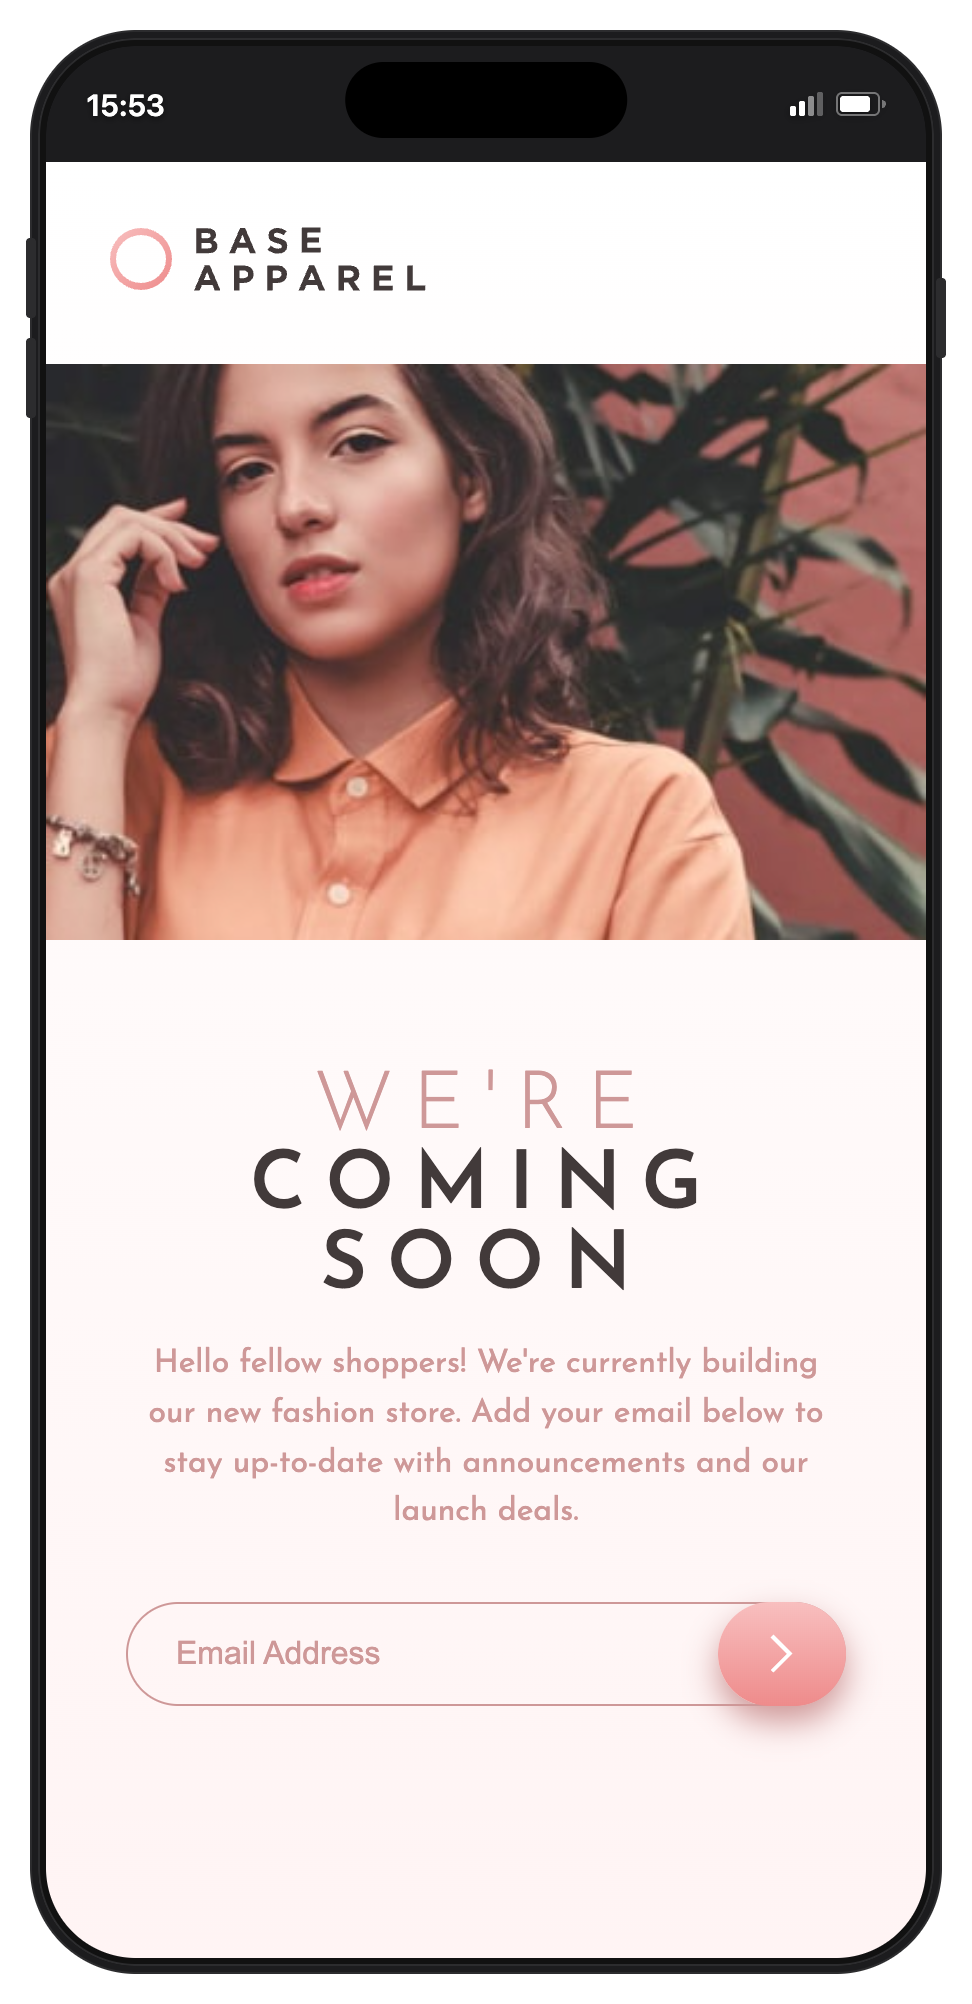 15:53
BASE
APPAREL
WE'RE
COMING
SOON
Hello fellow shoppers! We're currently building
our new fashion store. Add your email below to
stay up-to-date with announcements and our
launch deals.
Email Address